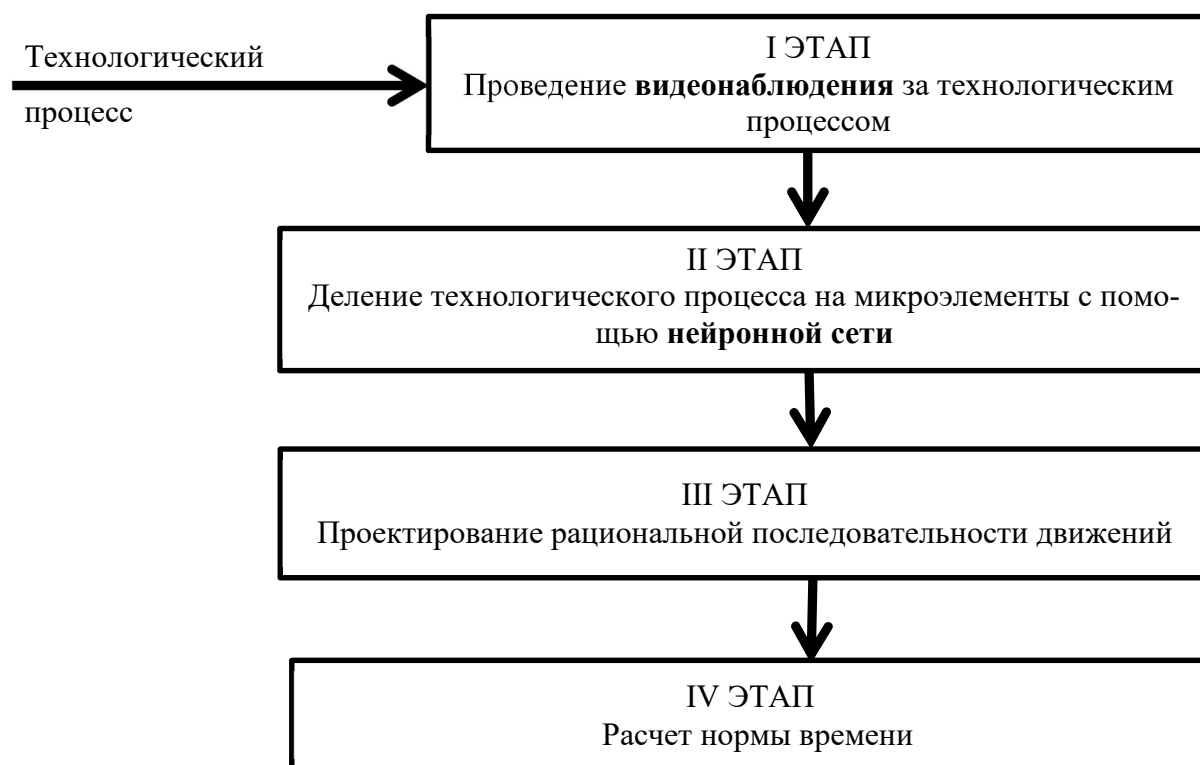 Технологический
процесс
I ЭТАП
Проведение видеонаблюдения за технологическим
процессом
II ЭТАП
Деление технологического процесса на микроэлементы с помо-
щью нейронной сети
III ЭТАП
Проектирование рациональной последовательности движений
IV ЭТАП
Расчет нормы времени